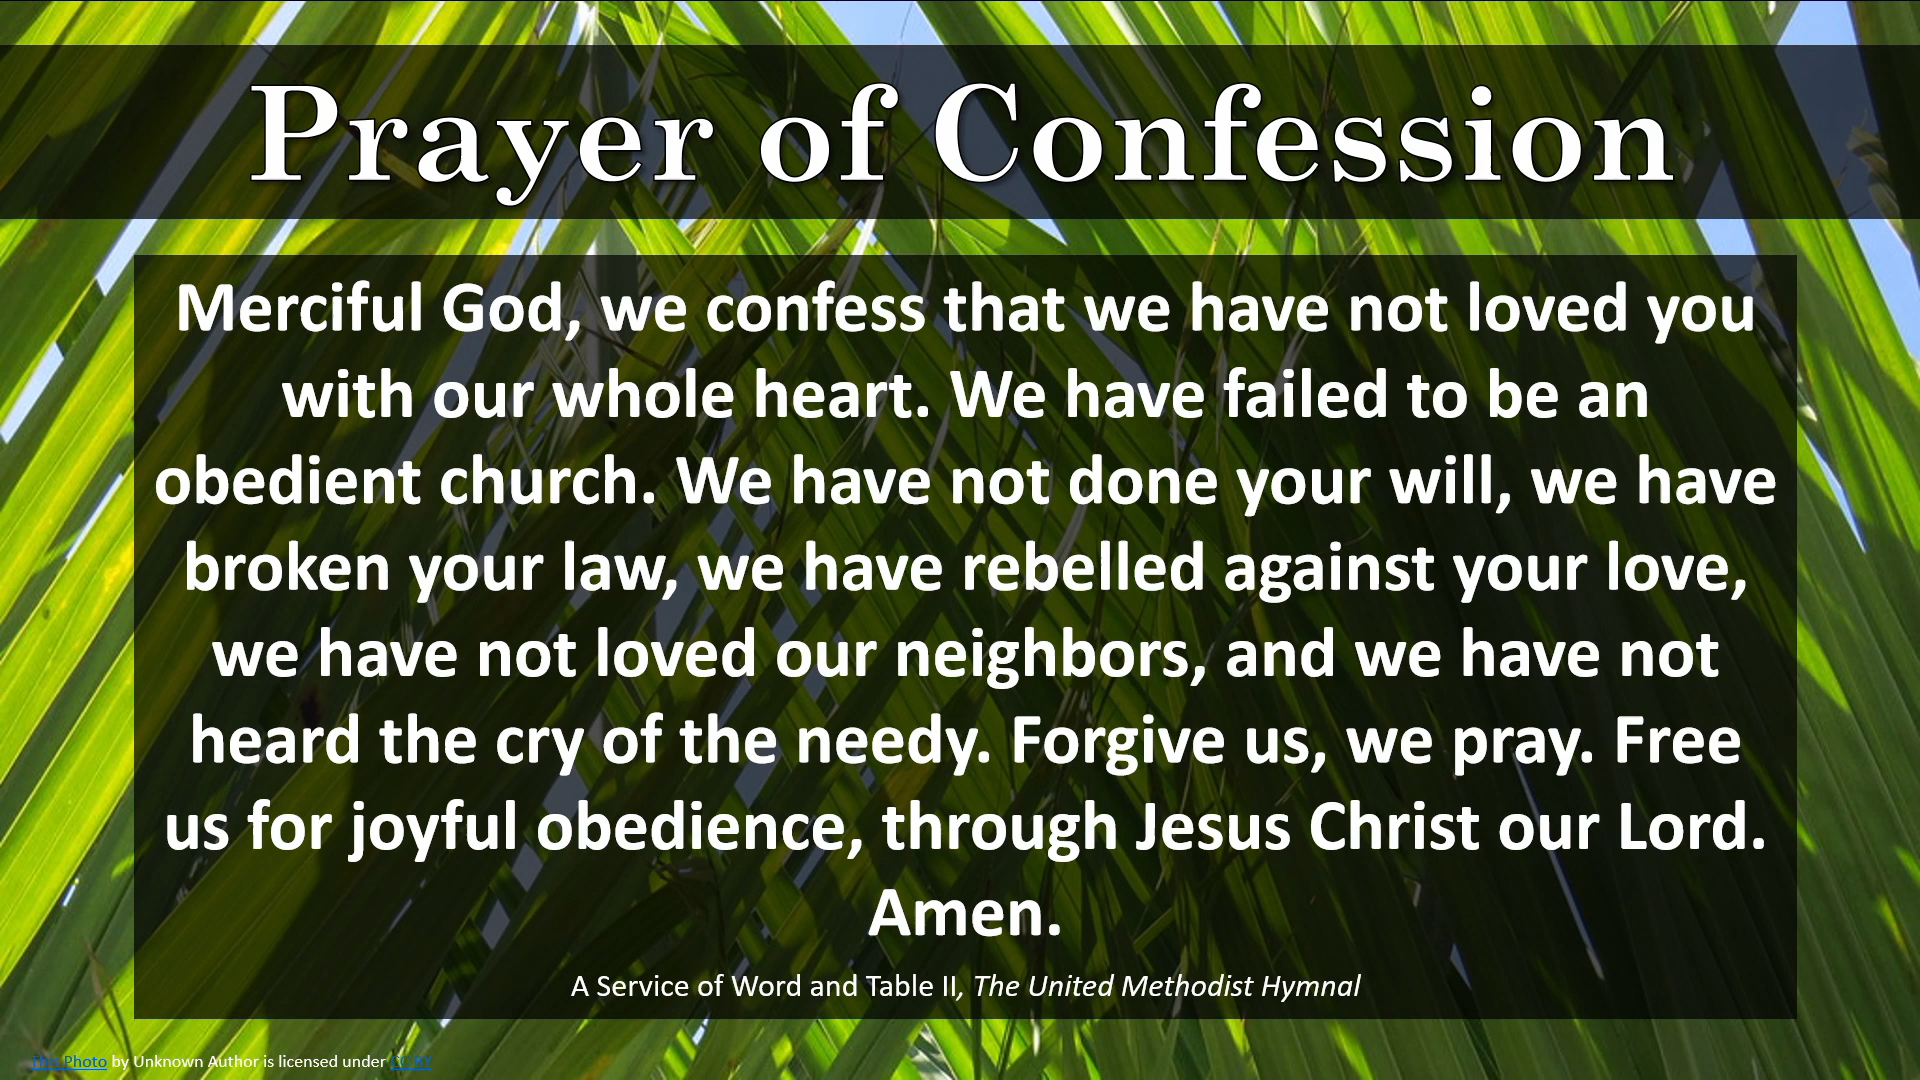 Prayer of Confession
Merciful God, we confess that we have not loved you
with our whole heart. We have failed to be an
obedient church. We have not done your will, we have
broken your law, we have rebelled against your love,
we have not loved our neighbors, and we have not
heard the cry of the needy. Forgive us, we pray. Free
us for joyful obedience, through Jesus Christ our Lord.
Amen.
A Service of Word and Table II, The United Methodist Hymnal
This Photo by Unknown Author is licensed under CC BY